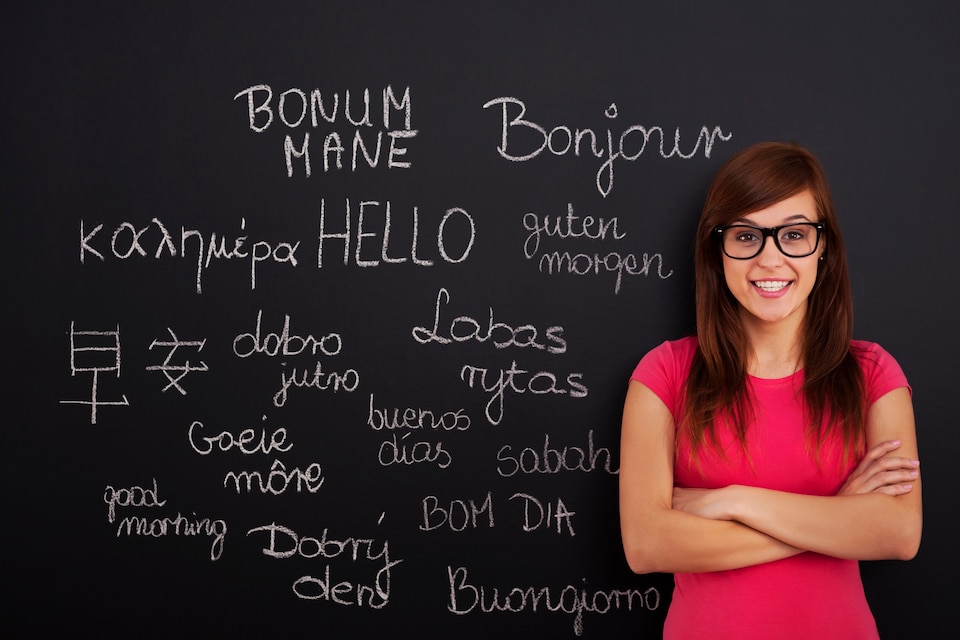 BONUM
MANE
Bonjour
καλημέρα
HELLO
guten
morgen
早安
dobro
jutro
Labas
rytas
buenos
días
Goeie
môre
sabah
good
morning
BOM DIA
Dobrý
den
Buongiorno